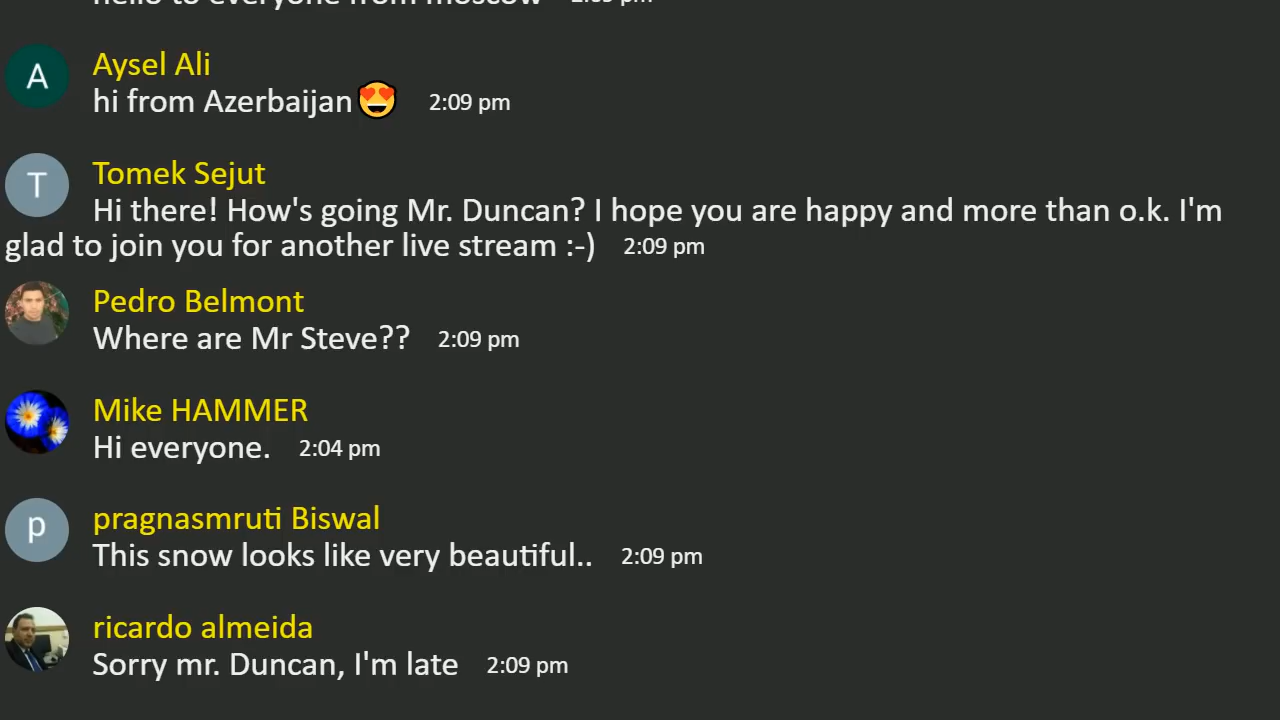 hello to everyone from moscow 2:09 pm
A
Aysel Ali
hi from Azerbaijan😍 2:09 pm
T
Tomek Sejut
Hi there! How's going Mr. Duncan? I hope you are happy and more than o.k. I'm
glad to join you for another live stream :-) 2:09 pm
Pedro Belmont
Where are Mr Steve?? 2:09 pm
Mike HAMMER
Hi everyone. 2:04 pm
p
pragnasmruti Biswal
This snow looks like very beautiful.. 2:09 pm
ricardo almeida
Sorry mr. Duncan, I'm late 2:09 pm